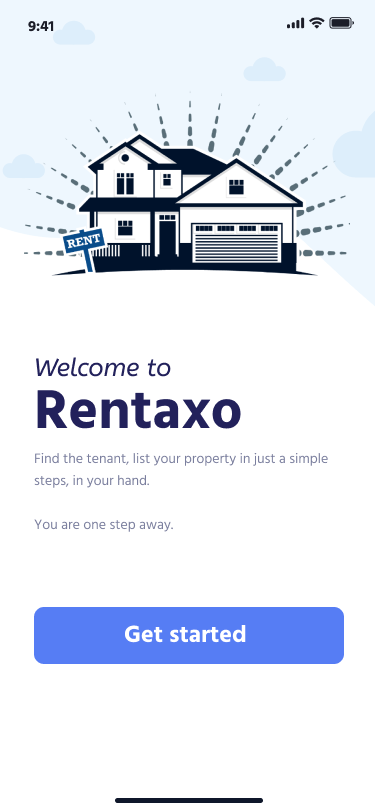 9:41
RENT
Welcome to
Rentaxo
Find the tenant, list your property in just a simple
steps, in your hand.
You are one step away.
Get started